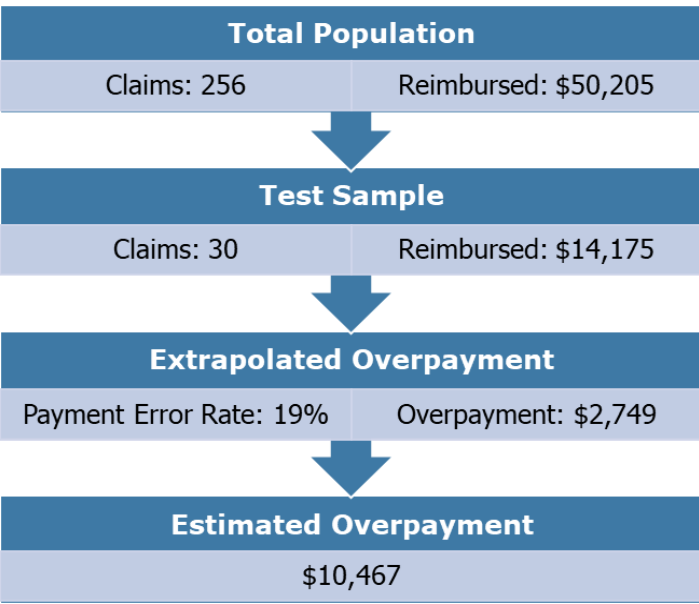 Total Population
Claims: 256 Reimbursed: $50,205
Test Sample
Claims: 30 Reimbursed: $14,175
Extrapolated Overpayment
Payment Error Rate: 19% Overpayment: $2,749
Estimated Overpayment
$10,467